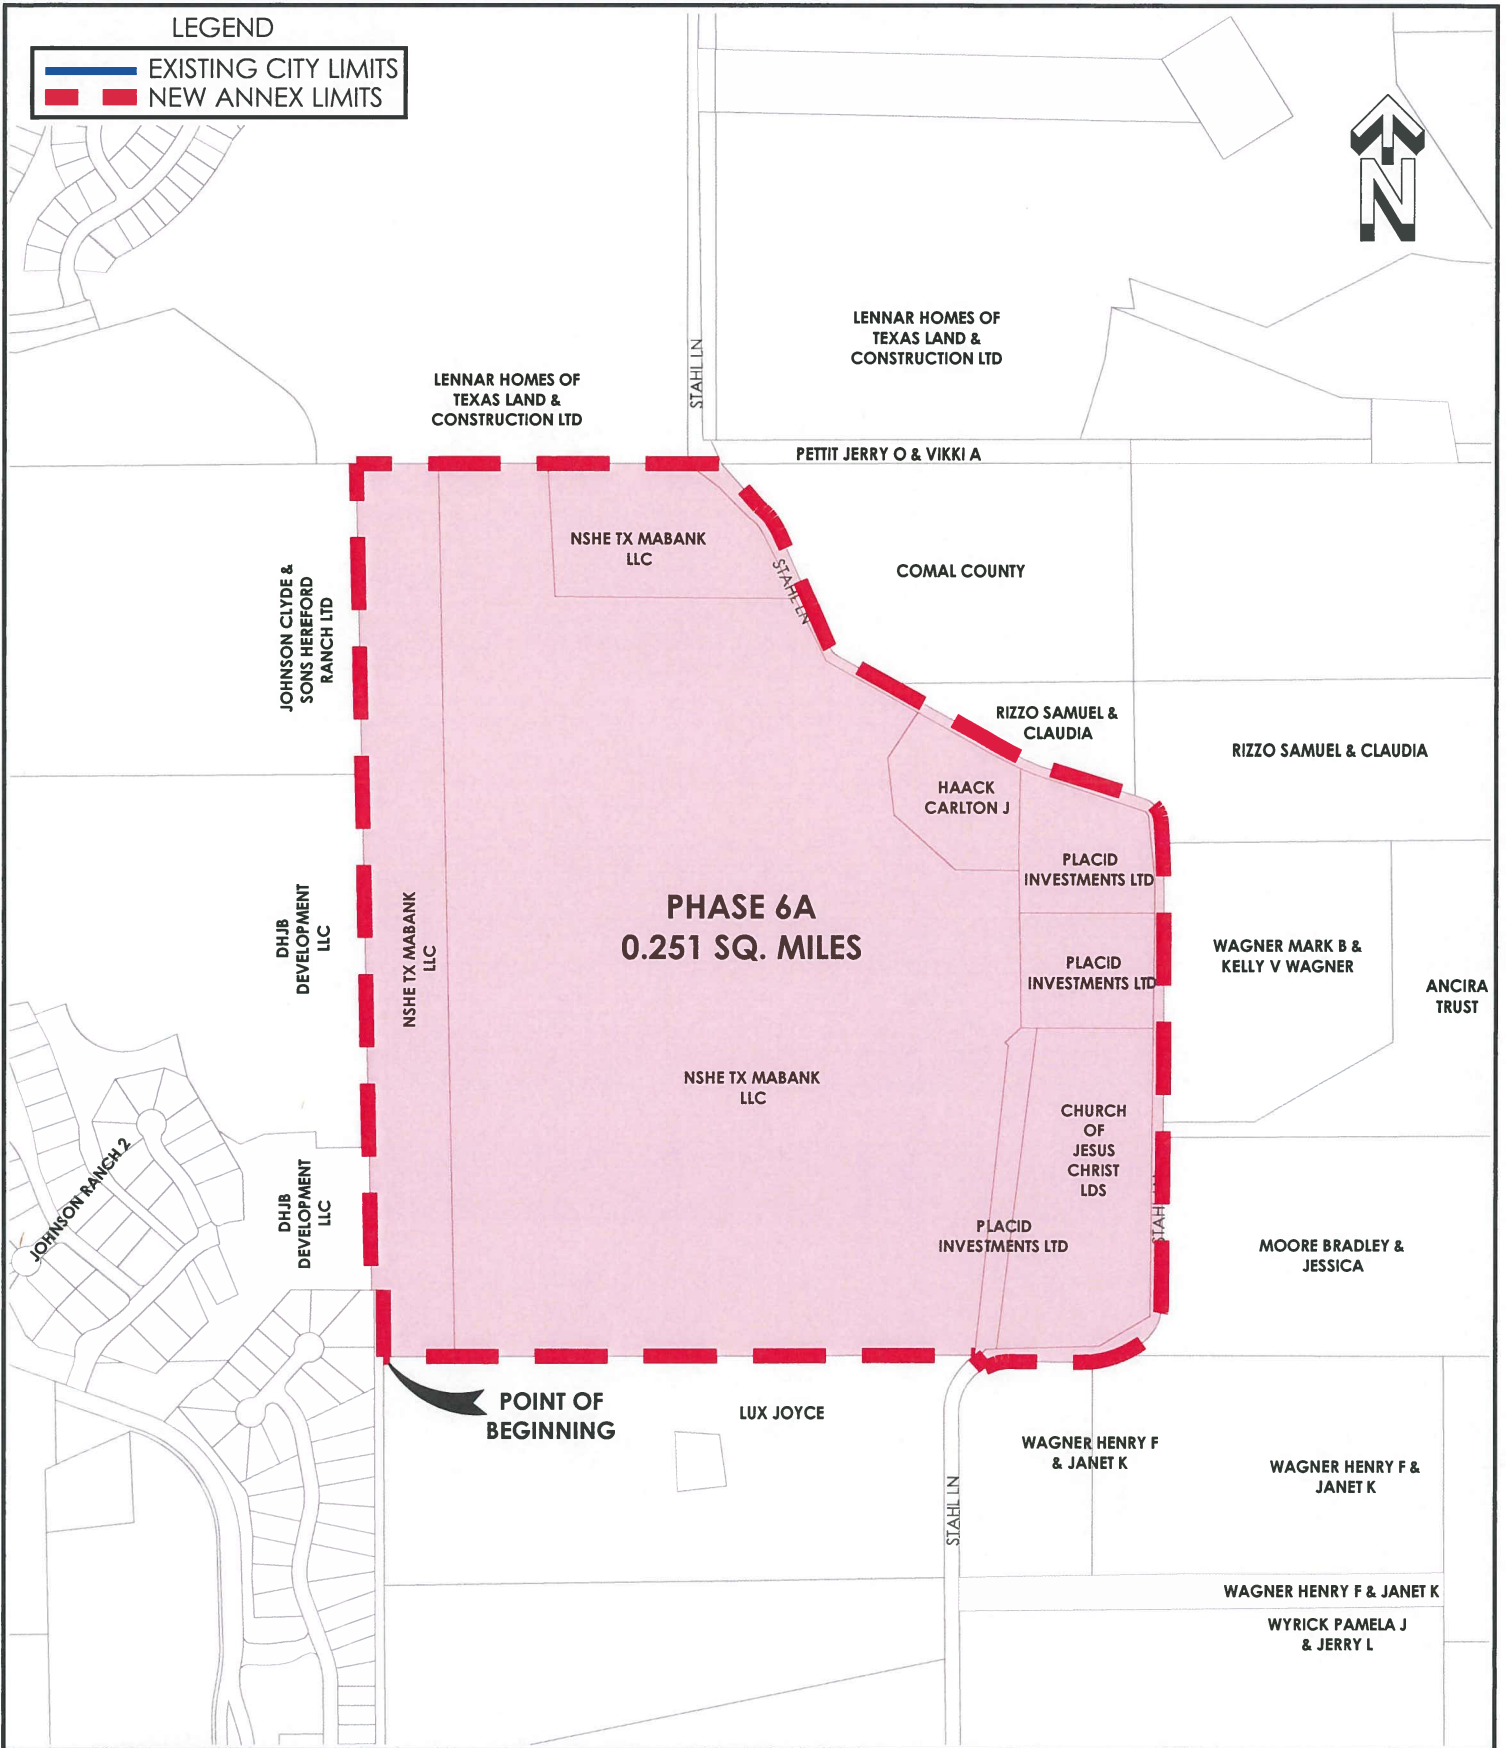 LEGEND
EXISTING CITY LIMITS
NEW ANNEX LIMITS
N
STAHL LN
LENNAR HOMES OF
TEXAS LAND &
CONSTRUCTION LTD
LENNAR HOMES OF
TEXAS LAND &
CONSTRUCTION LTD
PETTIT JERRY O & VIKKI A
NSHE TX MABANK
LLC
STAHL LN
COMAL COUNTY
JOHNSON CLYDE &
SONS HEREFORD
RANCH LTD
RIZZO SAMUEL &
CLAUDIA
RIZZO SAMUEL & CLAUDIA
HAACK
CARLTON J
PLACID
INVESTMENTS LTD
PHASE 6A
0.251 SQ. MILES
DHJB
DEVELOPMENT
LLC
NSHE TX MABANK
LLC
PLACID
INVESTMENTS LTD
WAGNER MARK B &
KELLY V WAGNER
ANCIRA
TRUST
NSHE TX MABANK
LLC
CHURCH
OF
JESUS
CHRIST
LDS
JOHNSON RANCH 2
DHJB
DEVELOPMENT
LLC
PLACID
INVESTMENTS LTD
STAHL LN
MOORE BRADLEY &
JESSICA
POINT OF
BEGINNING
LUX JOYCE
STAHL LN
WAGNER HENRY F
& JANET K
WAGNER HENRY F &
JANET K
WAGNER HENRY F & JANET K
WYRICK PAMELA J
& JERRY L